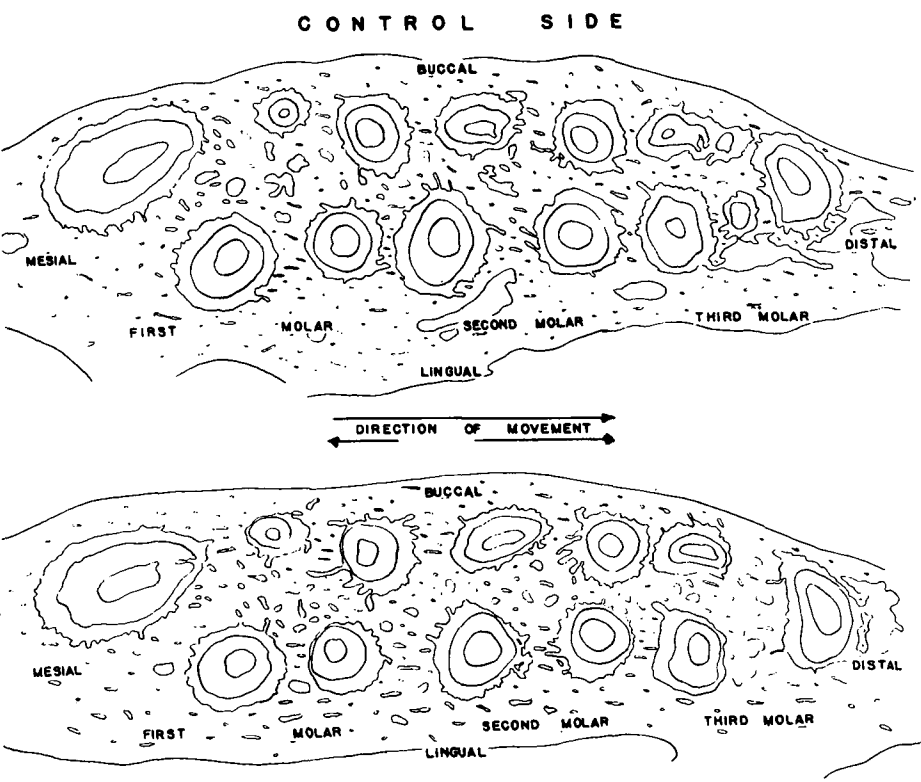 CONTROL SIDE
BUCCAL
MESIAL
DISTAL
FIRST MOLAR SECOND MOLAR THIRD MOLAR
LINGUAL
DIRECTION OF MOVEMENT
BUCCAL
MESIAL
DISTAL
FIRST MOLAR SECOND MOLAR THIRD MOLAR
LINGUAL